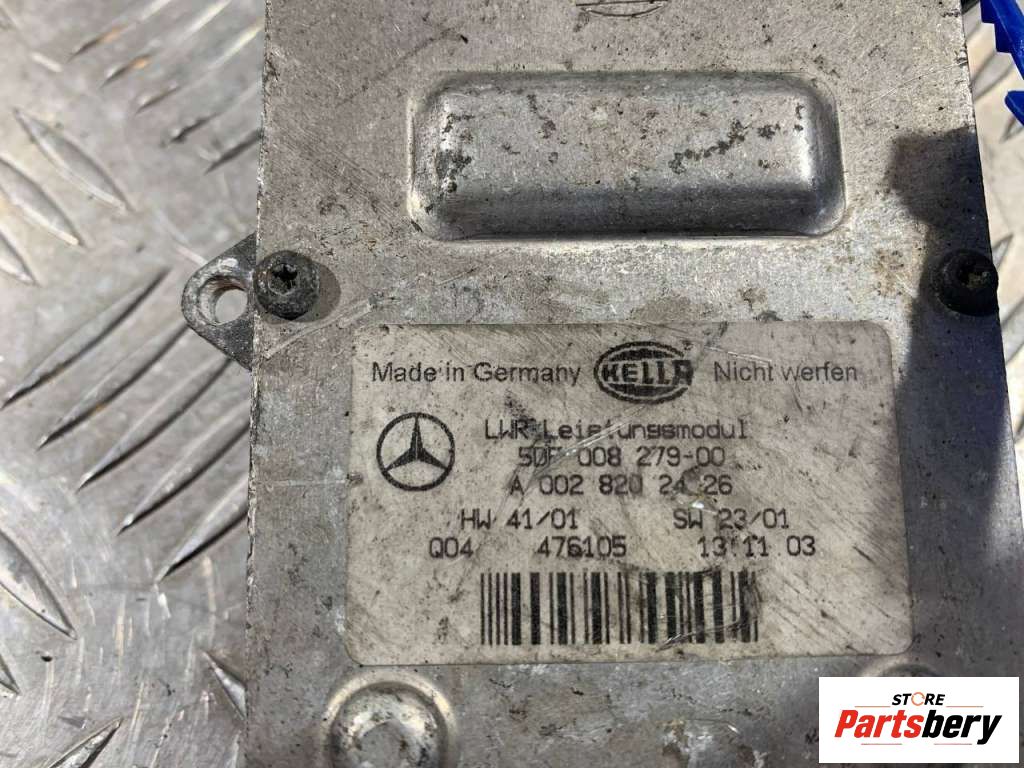 Made in Germany HELLA Nicht werfen
LWR-Leistungsmodul
5DF 008 279-00
A 002 820 24 26
HW 41/01 SW 23/01
Q04 476105 13.11.03
STORE
Partsbery